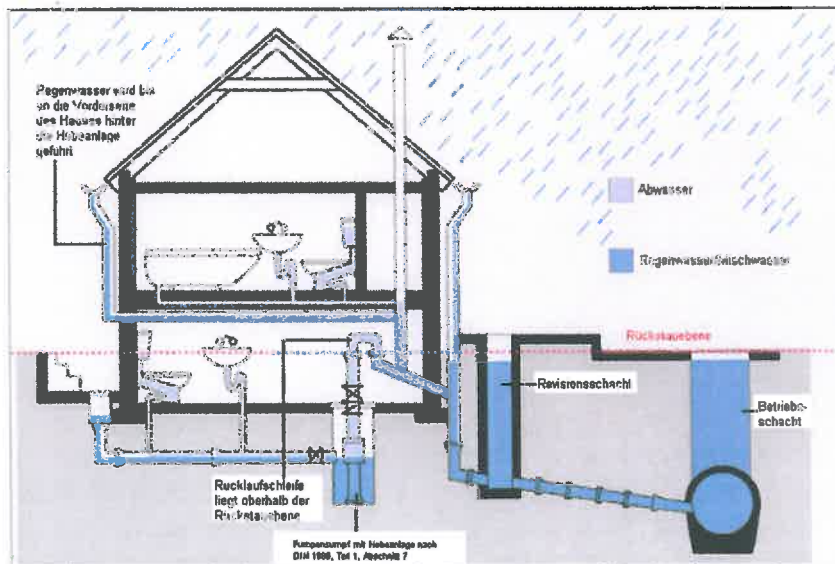 Regenwasser wird bis
an die Vorderseite
des Hauses hinter
die Hebeanlage
geführt
Abwasser
Regenwasser/Mischwasser
Rückstauebene
Revisionsschacht
Betriebs-
schacht
Rücklaufschleife
liegt oberhalb der
Rückstauebene
Pumpensumpf mit Hebeanlage nach
DIN 1986, Teil 1, Abschnitt 7